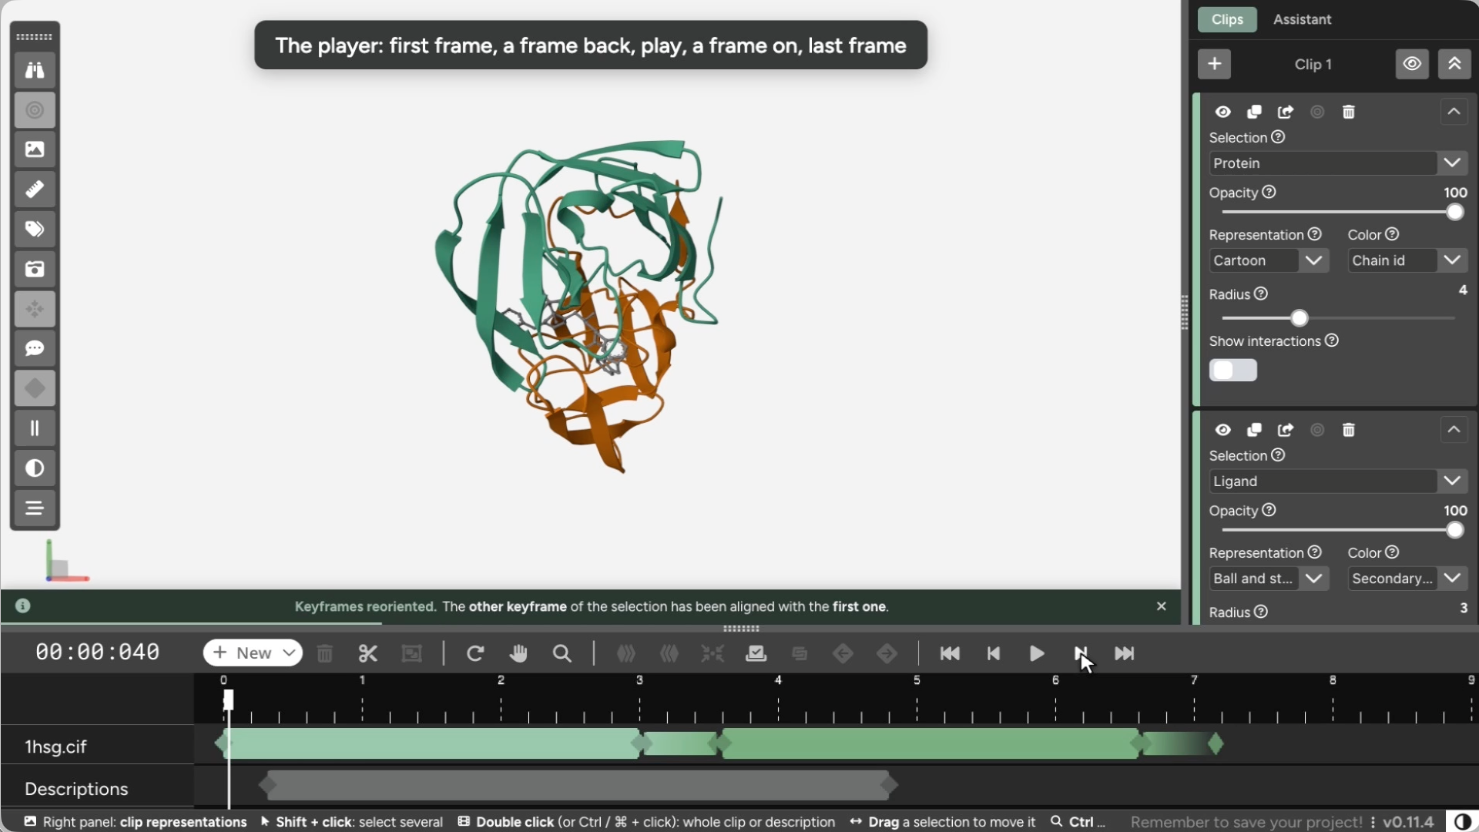 The player: first frame, a frame back, play, a frame on, last frame
Clips
Assistant
Clip 1
Selection
Protein
Opacity
100
Representation
Color
Cartoon
Chain id
Radius
4
Show interactions
Selection
Ligand
Opacity
100
Representation
Color
Ball and st...
Secondary...
Radius
3
Keyframes reoriented. The other keyframe of the selection has been aligned with the first one.
00:00:040
New
0 1 2 3 4 5 6 7 8 9
1hsg.cif
Descriptions
Right panel: clip representations Shift + click: select several Double click (or Ctrl / ⌘ + click): whole clip or description Drag a selection to move it Ctrl ... Remember to save your project! v0.11.4